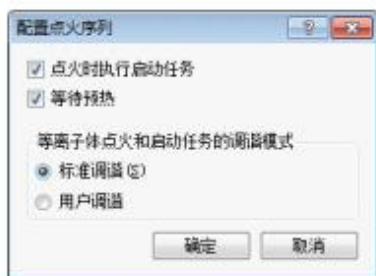 配置点火序列
点火时执行启动任务
等待预热
等离子体点火和启动任务的调谐模式
标准调谐(S)
用户调谐
确定 取消